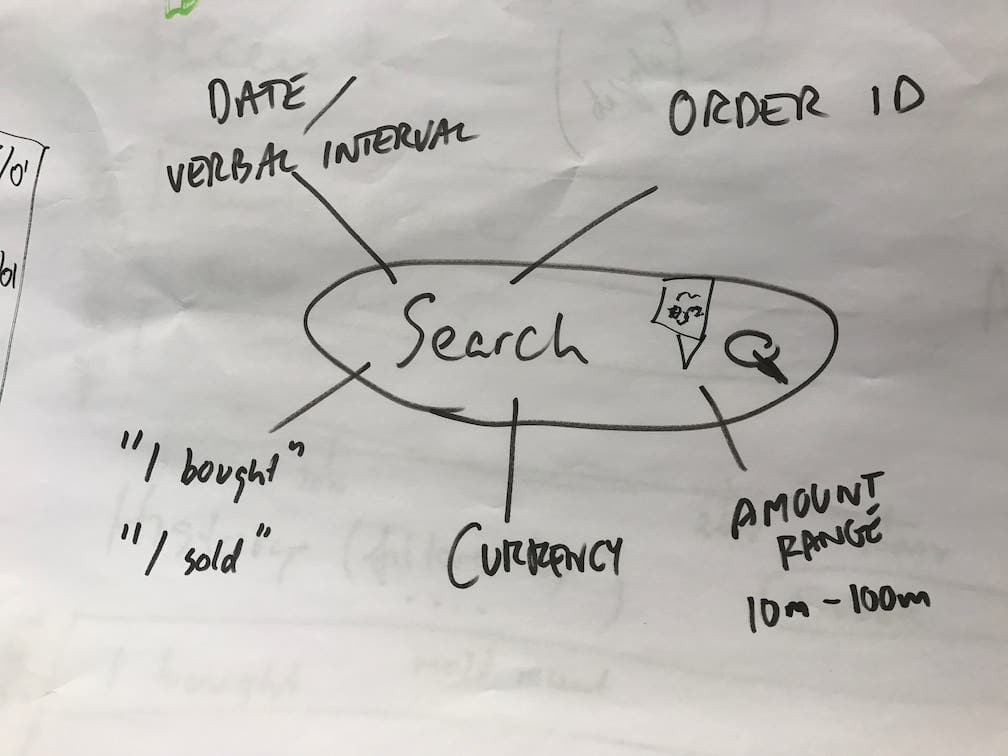 DATE /
VERBAL INTERVAL
ORDER ID
Search
"I bought"
"I sold"
CURRENCY
AMOUNT
RANGE
10m - 100m